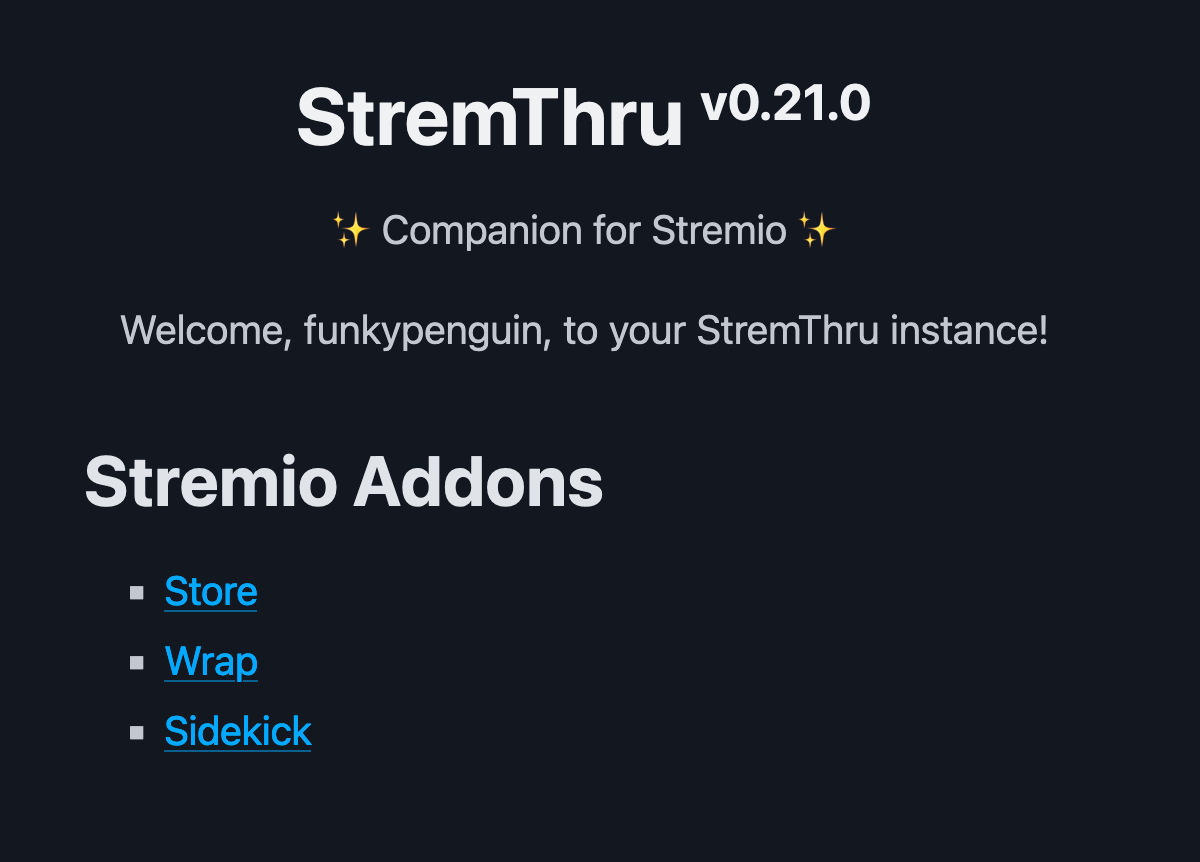 StremThru v0.21.0
✨ Companion for Stremio ✨
Welcome, funkypenguin, to your StremThru instance!
Stremio Addons
▪ Store
▪ Wrap
▪ Sidekick